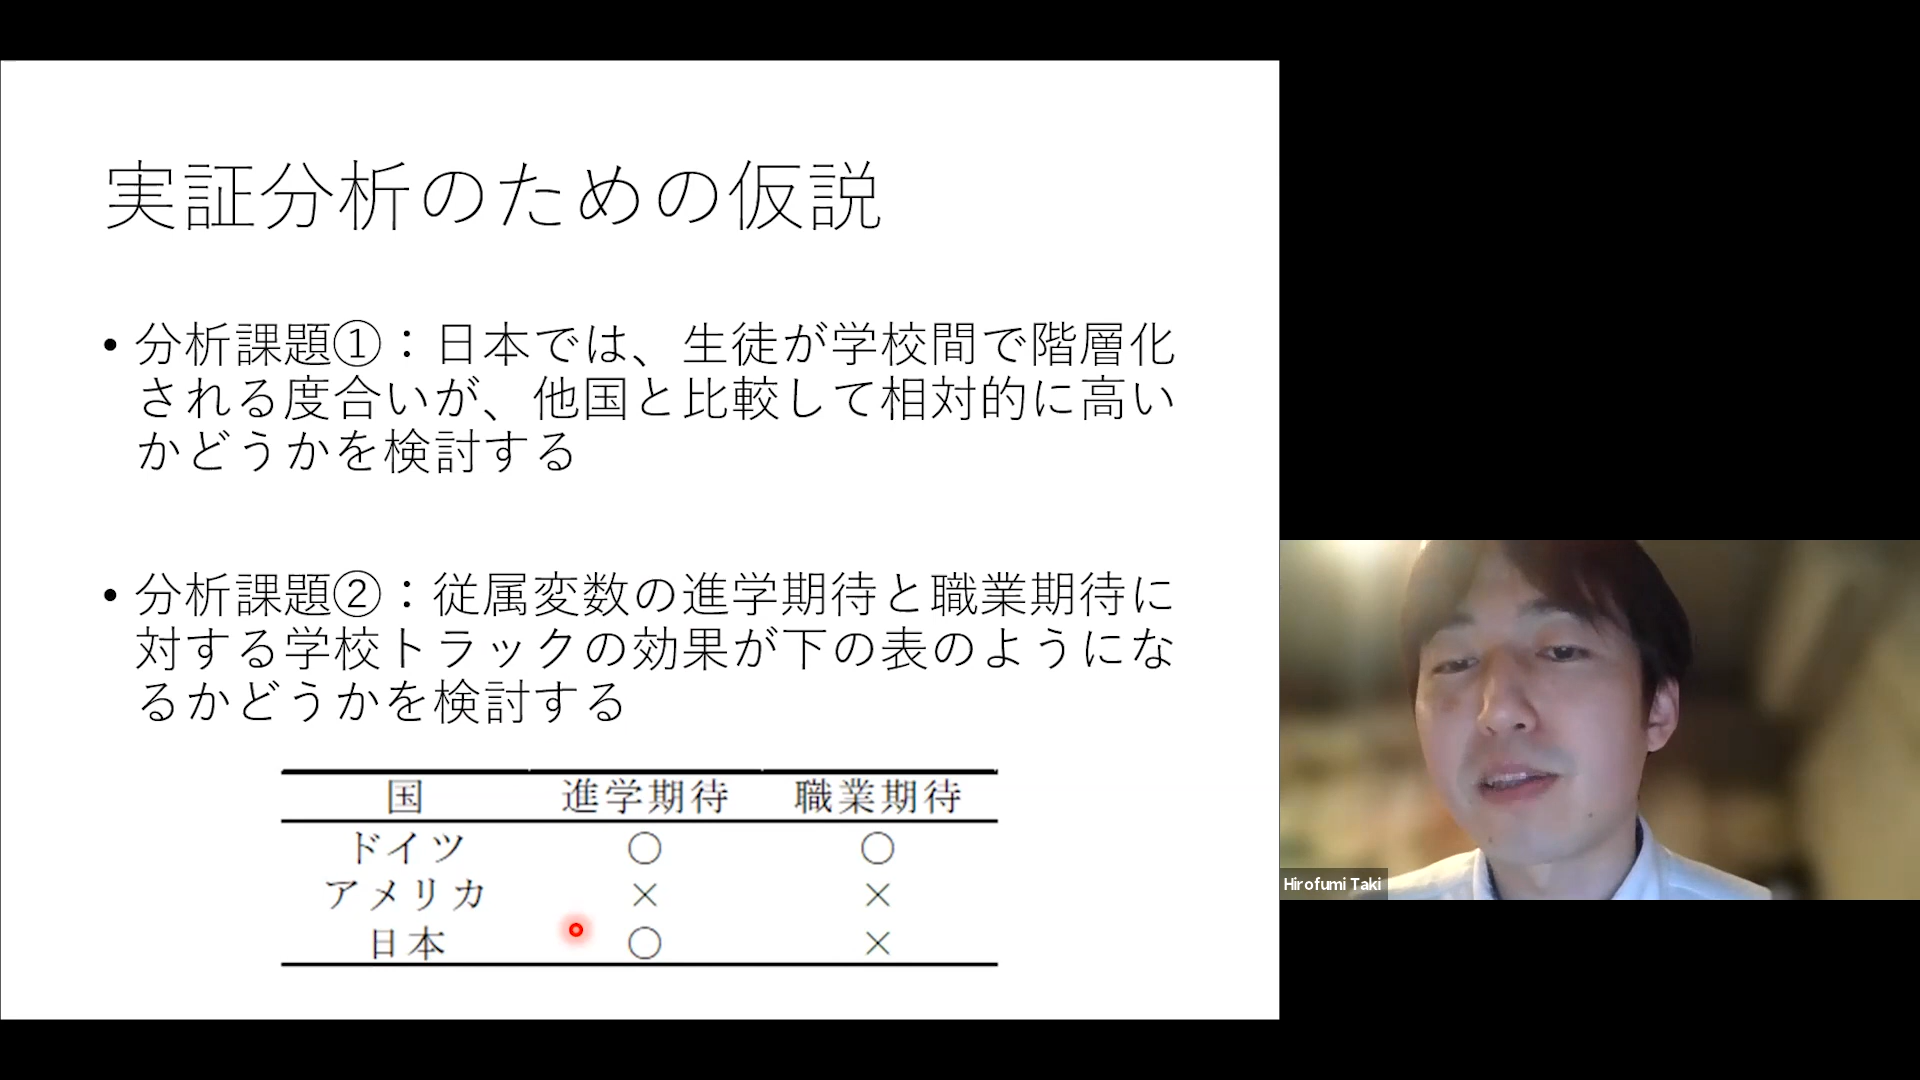 実証分析のための仮説
• 分析課題①：日本では、生徒が学校間で階層化
される度合いが、他国と比較して相対的に高い
かどうかを検討する
• 分析課題②：従属変数の進学期待と職業期待に
対する学校トラックの効果が下の表のようにな
るかどうかを検討する
国 進学期待 職業期待
ドイツ ○ ○
アメリカ × ×
日本 ○ ×
Hirofumi Taki